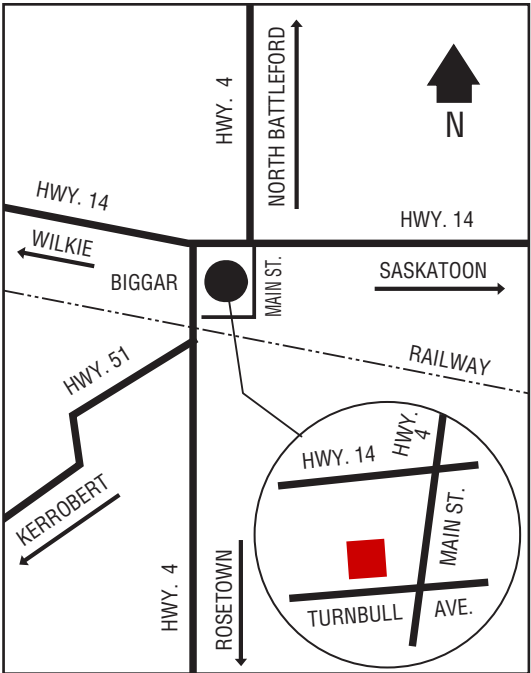 HWY. 4
NORTH BATTLEFORD
N
HWY. 14
HWY. 14
WILKIE
BIGGAR
MAIN ST.
SASKATOON
RAILWAY
HWY. 51
HWY. 4
HWY. 14
KERROBERT
MAIN ST.
HWY. 4
ROSETOWN
TURNBULL AVE.